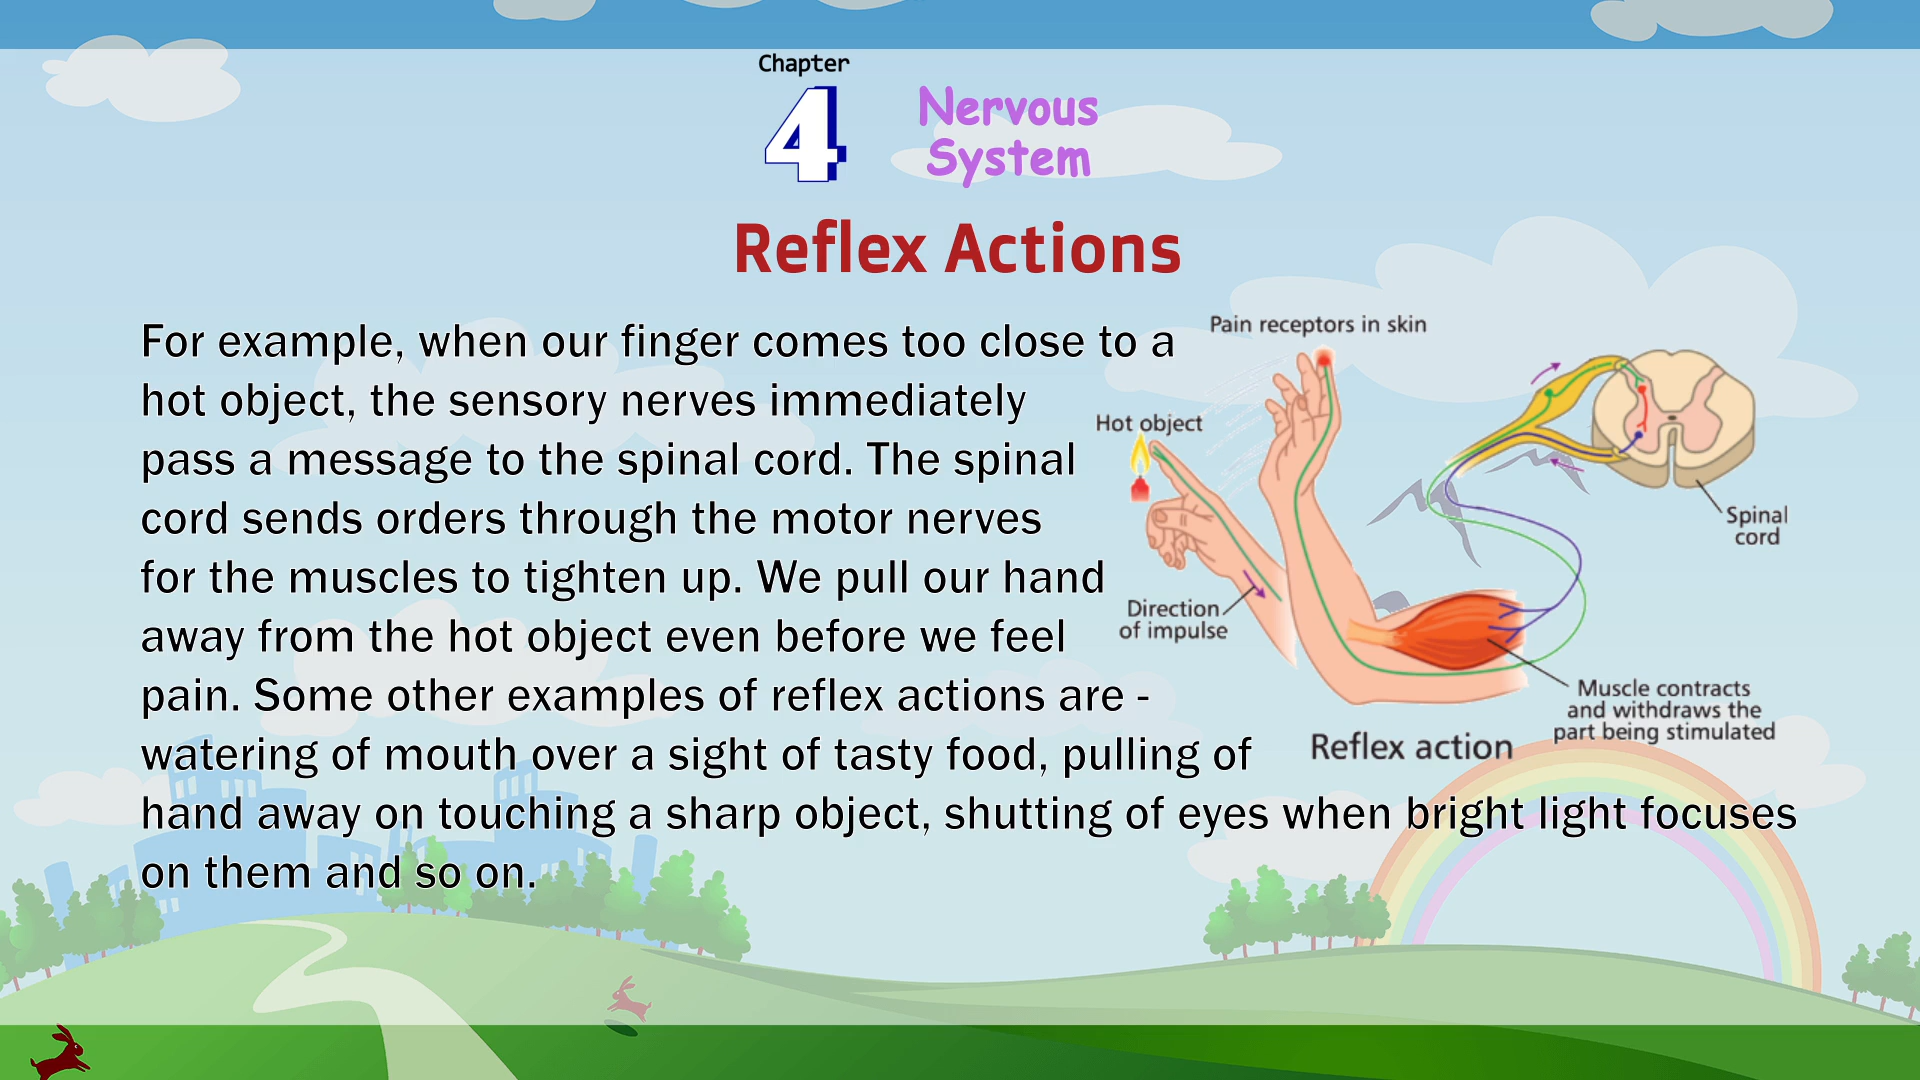 Chapter
4
Nervous
System
Reflex Actions
For example, when our finger comes too close to a
hot object, the sensory nerves immediately
pass a message to the spinal cord. The spinal
cord sends orders through the motor nerves
for the muscles to tighten up. We pull our hand
away from the hot object even before we feel
pain. Some other examples of reflex actions are -
watering of mouth over a sight of tasty food, pulling of
hand away on touching a sharp object, shutting of eyes when bright light focuses
on them and so on.
Pain receptors in skin
Hot object
Spinal
cord
Direction
of impulse
Muscle contracts
and withdraws the
part being stimulated
Reflex action